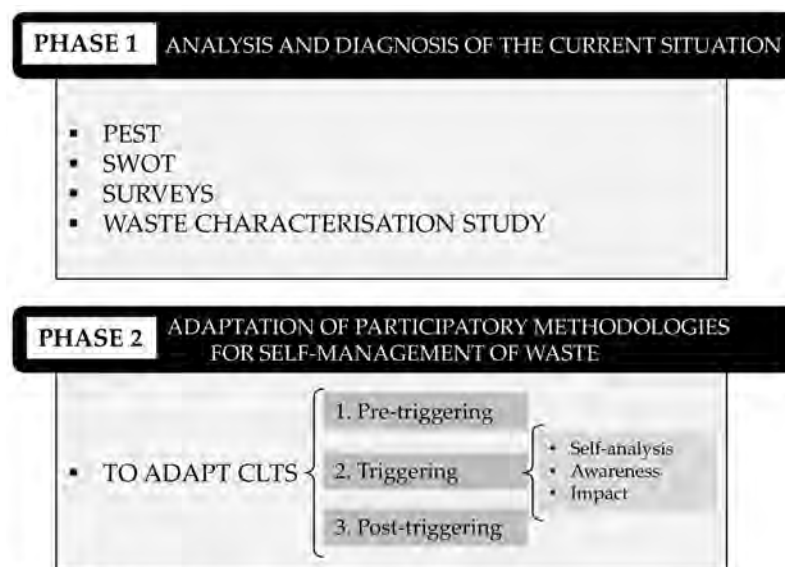 PHASE 1 ANALYSIS AND DIAGNOSIS OF THE CURRENT SITUATION
▪ PEST
▪ SWOT
▪ SURVEYS
▪ WASTE CHARACTERISATION STUDY
PHASE 2 ADAPTATION OF PARTICIPATORY METHODOLOGIES
FOR SELF-MANAGEMENT OF WASTE
▪ TO ADAPT CLTS
1. Pre-triggering
2. Triggering
3. Post-triggering
• Self-analysis
• Awareness
• Impact